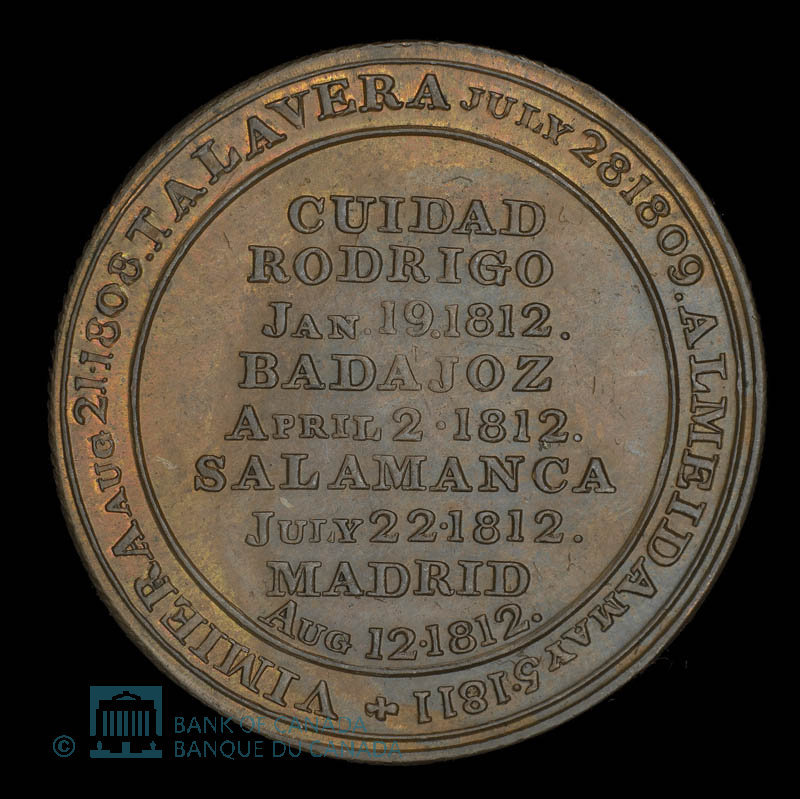 VIMIERA AUG 21·1808. TALAVERA JULY 28·1809. ALMEIDA MAY 5·1811 +
CUIDAD
RODRIGO
JAN. 19.1812.
BADAJOZ
APRIL 2·1812.
SALAMANCA
JULY 22·1812.
MADRID
AUG 12·1812.
© BANK OF CANADA
BANQUE DU CANADA